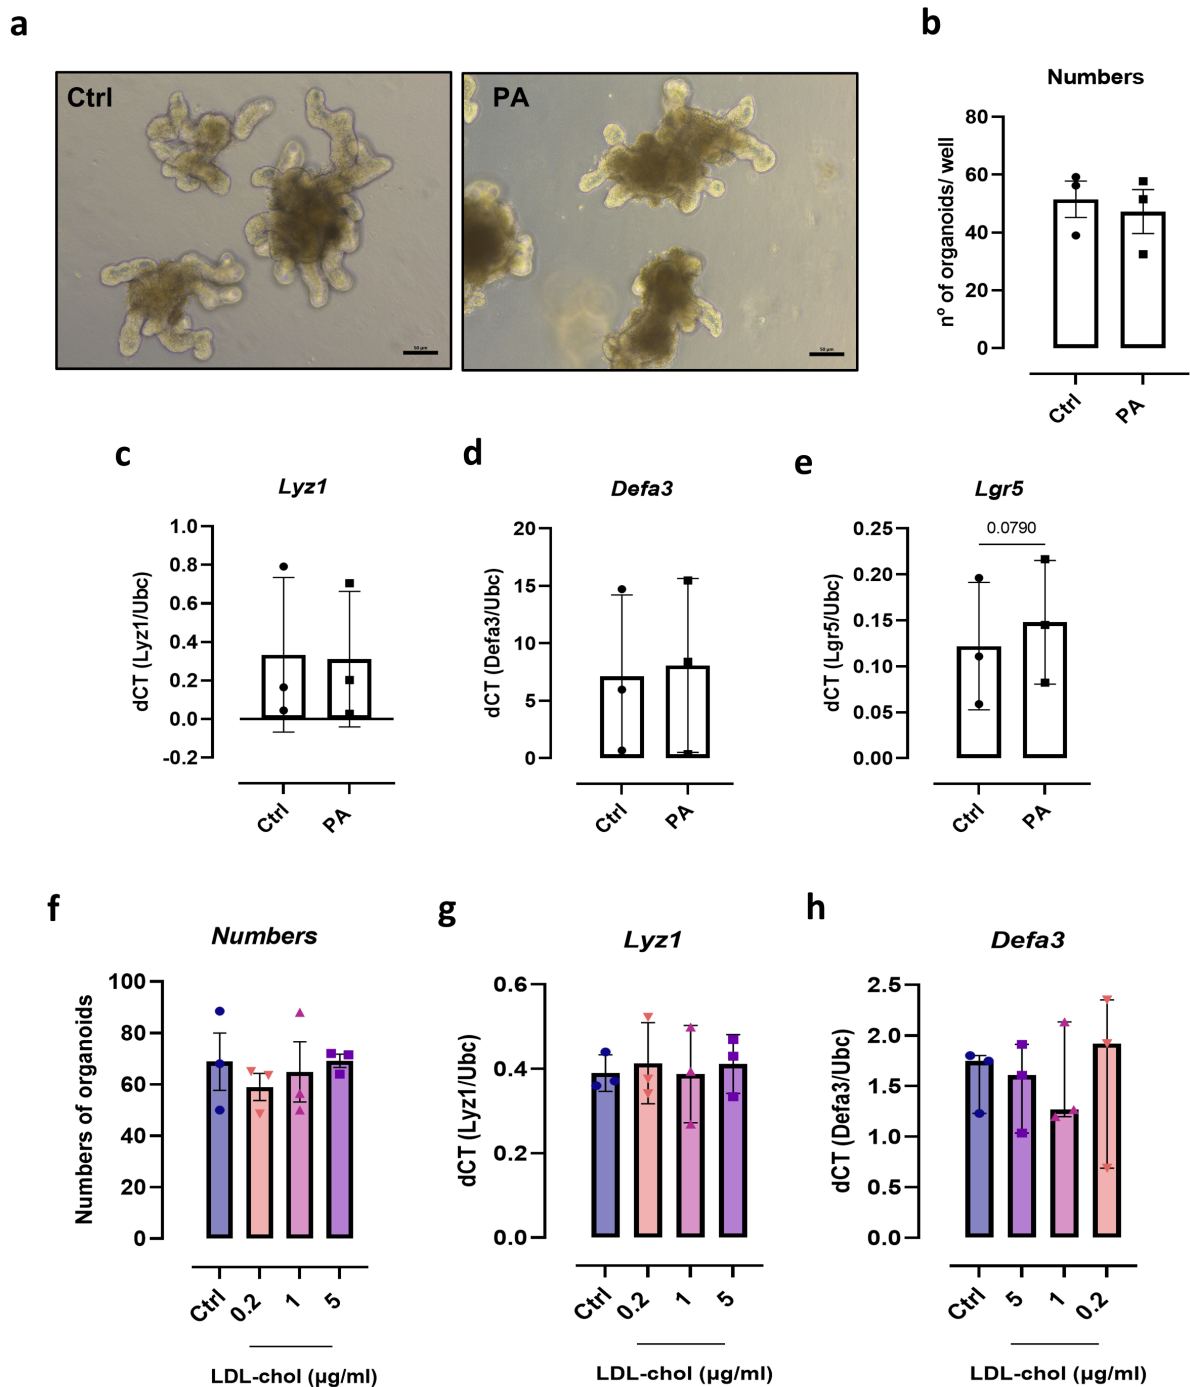 a
Ctrl
50 µm
PA
50 µm
b
Numbers
nº of organoids/ well
80
60
40
20
0
Ctrl
PA
c
Lyz1
dCT (Lyz1/Ubc)
1.0
0.8
0.6
0.4
0.2
0.0
-0.2
Ctrl
PA
d
Defa3
dCT (Defa3/Ubc)
20
15
10
5
0
Ctrl
PA
e
Lgr5
0.0790
dCT (Lgr5/Ubc)
0.25
0.20
0.15
0.10
0.05
0.00
Ctrl
PA
f
Numbers
Numbers of organoids
100
80
60
40
20
0
Ctrl
0.2
1
5
LDL-chol (µg/ml)
g
Lyz1
dCT (Lyz1/Ubc)
0.6
0.4
0.2
0.0
Ctrl
0.2
1
5
LDL-chol (µg/ml)
h
Defa3
dCT (Defa3/Ubc)
2.5
2.0
1.5
1.0
0.5
0.0
Ctrl
5
1
0.2
LDL-chol (µg/ml)